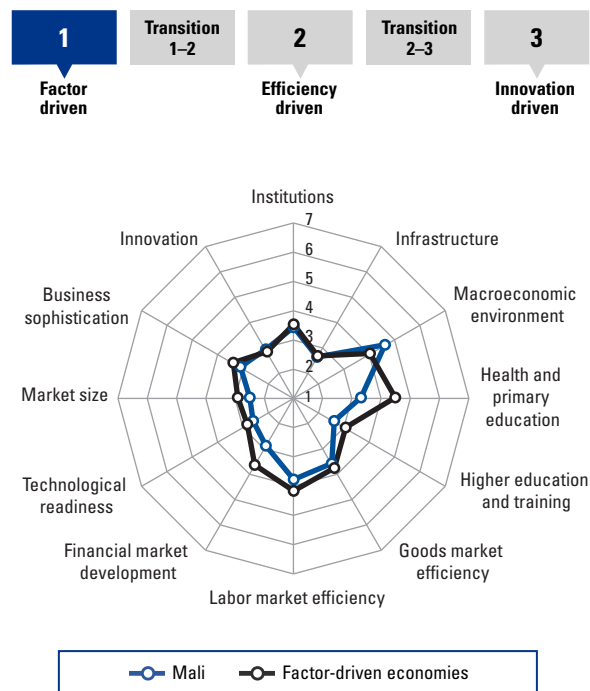 1
Transition
1–2
2
Transition
2–3
3
Factor
driven
Efficiency
driven
Innovation
driven
Institutions
7
Innovation
6
Infrastructure
5
Business
sophistication
4
Macroeconomic
environment
3
2
Market size
1
Health and
primary
education
Technological
readiness
Higher education
and training
Financial market
development
Goods market
efficiency
Labor market efficiency
Mali
Factor-driven economies